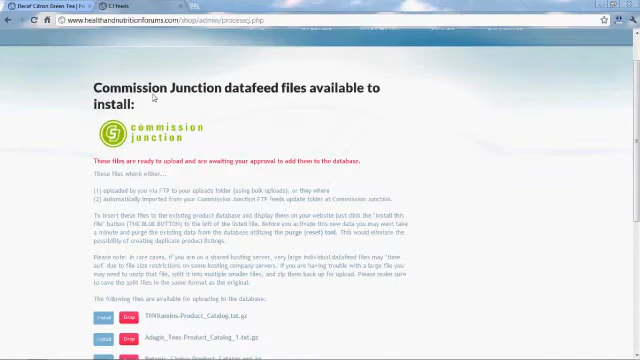 Decaf Citron Green Tea | F
CJ feeds
www.healthandnutritionforums.com/shop/admin/procescj.php
Commission Junction datafeed files available to
install:
commission
junction
These files are ready to upload and are awaiting your approval to add them to the database.
These files where either...
(1) uploaded by you via FTP to your uploads folder (using bulk uploads), or they where
(2) automatically imported from your Commission Junction FTP feeds update folder at Commission Junction.
To insert these files to the existing product database and display them on your website just click the "install this
file" button (THE BLUE BUTTON) to the left of the listed file. Before you activate this new data you may want take
a minute and purge the existing data from the database utilizing the purge (reset) tool. This would eliminate the
possibility of creating duplicate product listings.
Please note: In rare cases, if you are on a shared hosting server, very large individual datafeed files may "time
out" due to file size restrictions on some hosting company servers. If you are having trouble with a large file you
may need to unzip that file, split it into multiple smaller files, and zip them back up for upload. Please make sure
to save the split files in the same format as the original.
The following files are available for uploading to the database:
Install Drop THVitamins-Product_Catalog.txt.gz
Install Drop Adagio_Teas-Product_Catalog_1.txt.gz